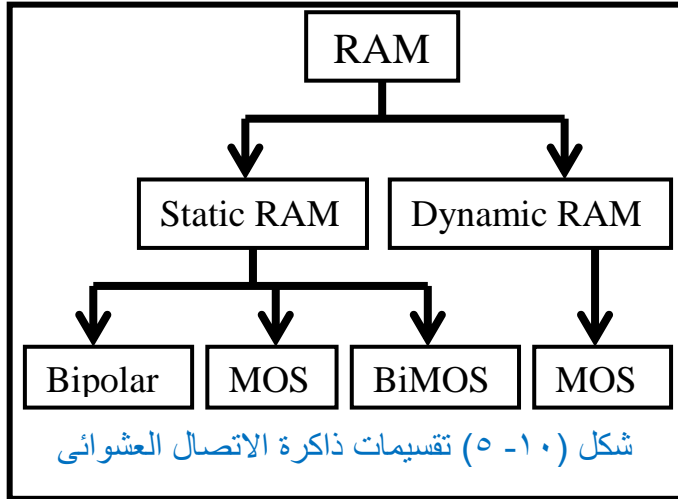 RAM
Static RAM
Dynamic RAM
Bipolar
MOS
BiMOS
MOS
شكل (١٠- ٥) تقسيمات ذاكرة الاتصال العشوائى